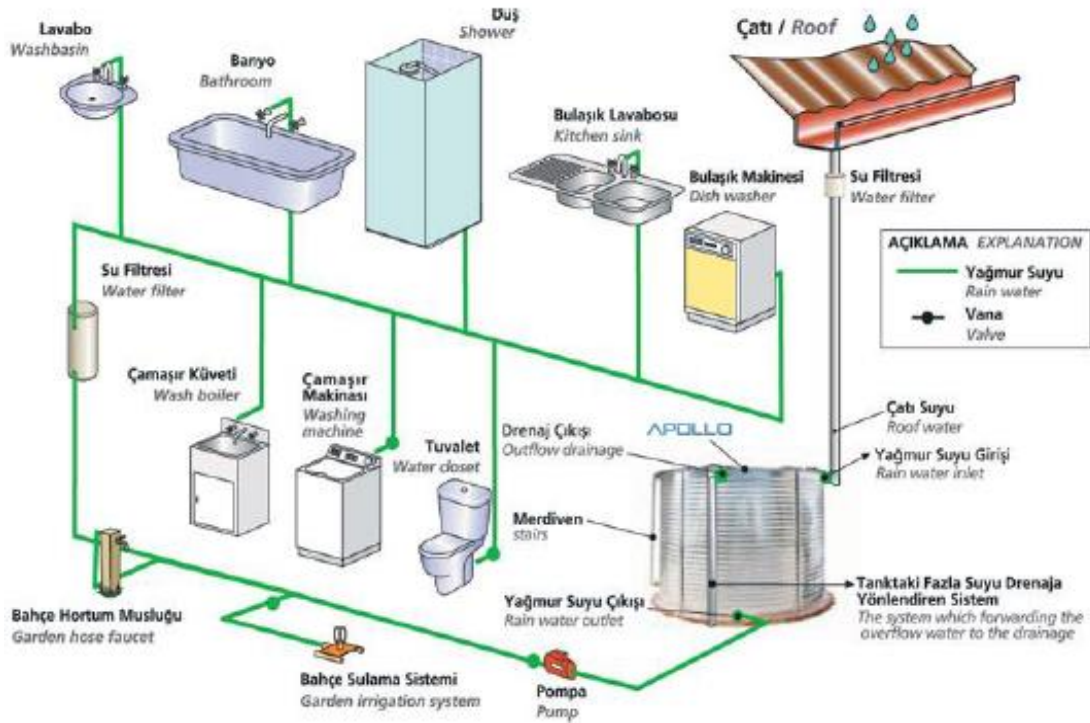 Lavabo
Washbasin
Banyo
Bathroom
Duş
Shower
Çatı / Roof
Bulaşık Lavabosu
Kitchen sink
Bulaşık Makinesi
Dish washer
Su Filtresi
Water filter
AÇIKLAMA EXPLANATION
Yağmur Suyu
Rain water
Vana
Valve
Su Filtresi
Water filter
Çamaşır Küveti
Wash boiler
Çamaşır
Makinası
Washing
machine
Tuvalet
Water closet
Drenaj Çıkışı
Outflow drainage
APOLLO
Çatı Suyu
Roof water
Yağmur Suyu Girişi
Rain water inlet
Merdiven
stairs
Yağmur Suyu Çıkışı
Rain water outlet
Tanktaki Fazla Suyu Drenaja
Yönlendiren Sistem
The system which forwarding the
overflow water to the drainage
Bahçe Hortum Musluğu
Garden hose faucet
Bahçe Sulama Sistemi
Garden irrigation system
Pompa
Pump